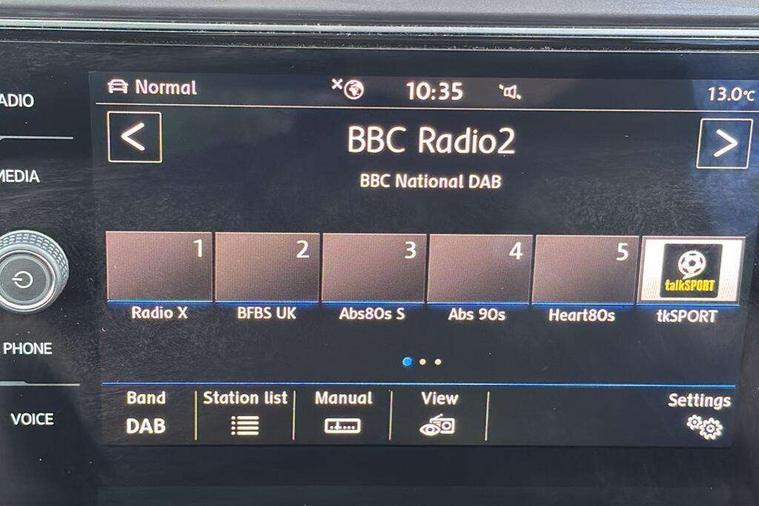 Normal 10:35 13.0°C
RADIO
BBC Radio2
BBC National DAB
MEDIA
1 2 3 4 5 talkSPORT
Radio X BFBS UK Abs80s S Abs 90s Heart80s tkSPORT
PHONE
VOICE
Band Station list Manual View Settings
DAB